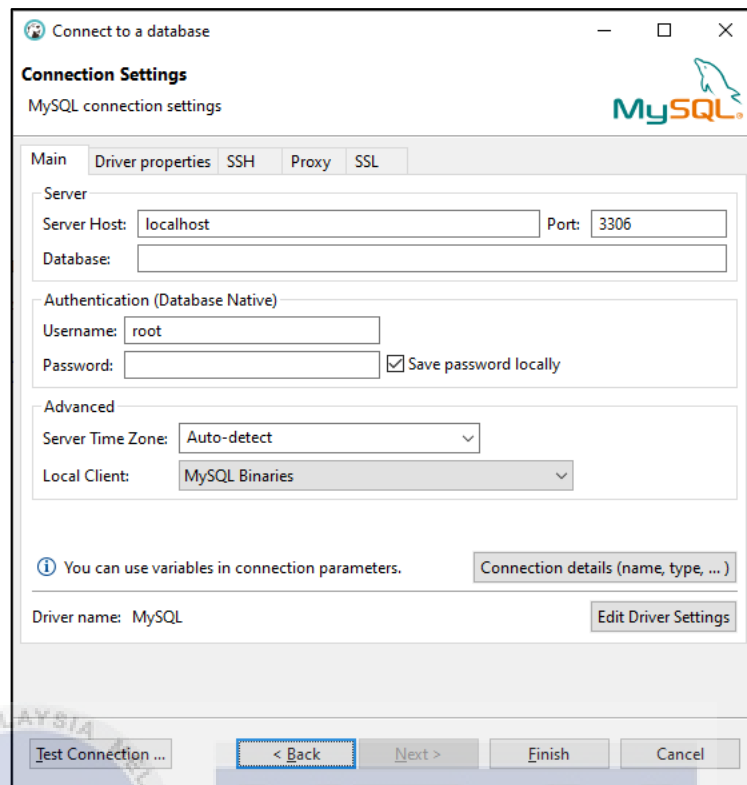 Connect to a database
Connection Settings
MySQL connection settings
MySQL®
Main Driver properties SSH Proxy SSL
Server
Server Host: localhost Port: 3306
Database:
Authentication (Database Native)
Username: root
Password: Save password locally
Advanced
Server Time Zone: Auto-detect
Local Client: MySQL Binaries
You can use variables in connection parameters. Connection details (name, type, ... )
Driver name: MySQL Edit Driver Settings
Test Connection ... < Back Next > Finish Cancel